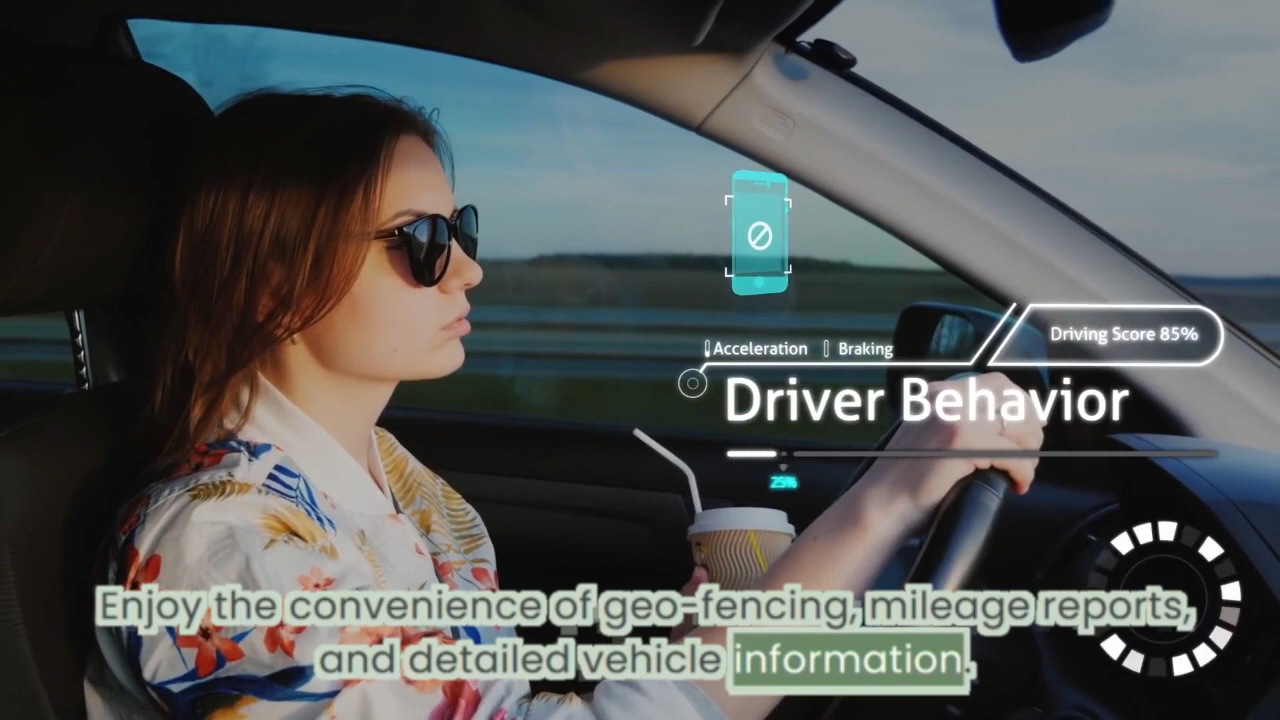 Driving Score 85%
Acceleration Braking
Driver Behavior
25%
Enjoy the convenience of geo-fencing, mileage reports,
and detailed vehicle information.